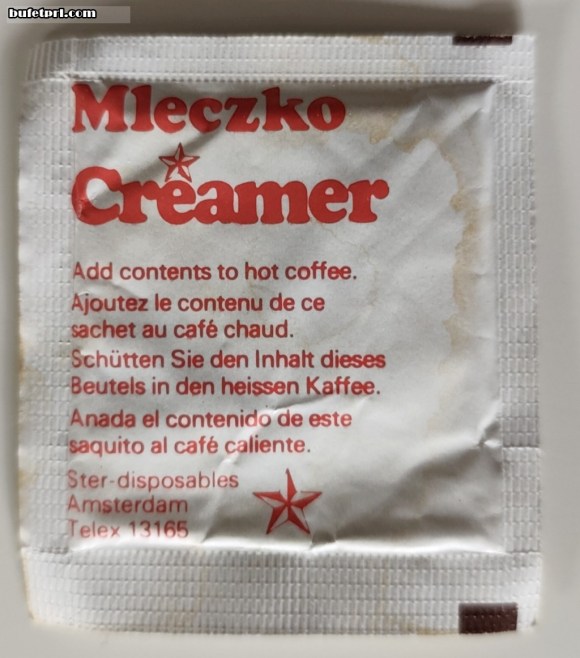 bufetprl.com
Mleczko
Creamer
Add contents to hot coffee.
Ajoutez le contenu de ce
sachet au café chaud.
Schütten Sie den Inhalt dieses
Beutels in den heissen Kaffee.
Anada el contenido de este
saquito al café caliente.
Ster-disposables
Amsterdam
Telex 13165